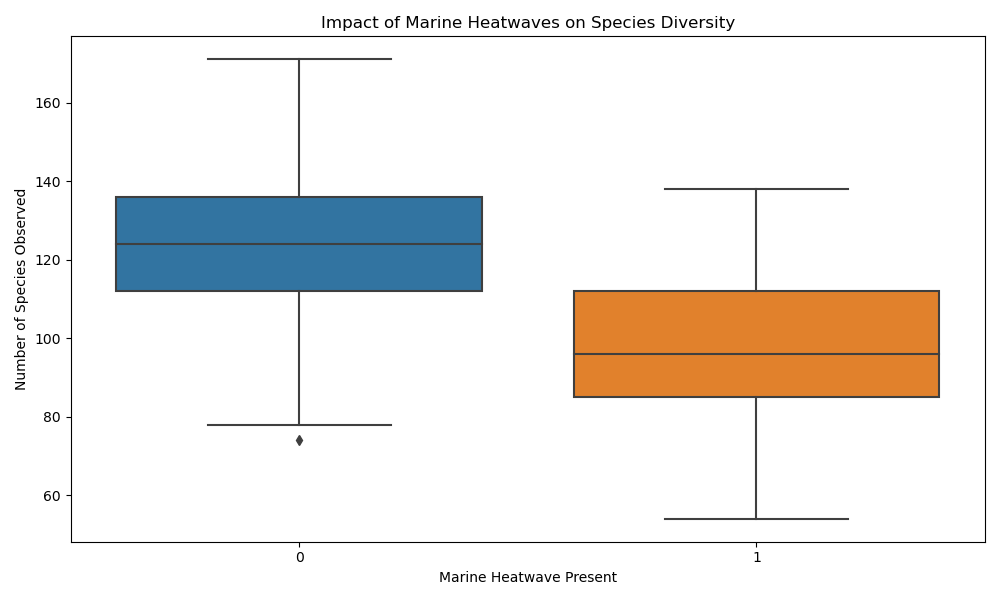 Impact of Marine Heatwaves on Species Diversity
160
140
120
100
80
60
Number of Species Observed
0
1
Marine Heatwave Present